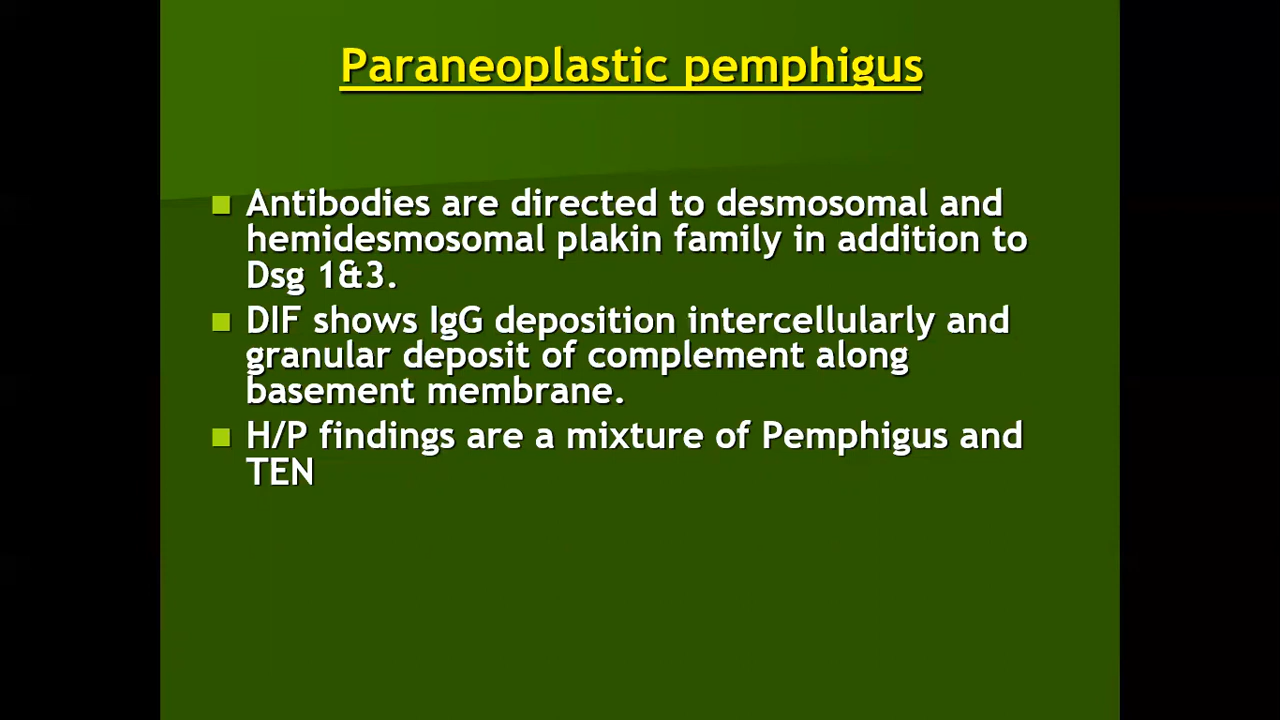 Paraneoplastic pemphigus
Antibodies are directed to desmosomal and
hemidesmosomal plakin family in addition to
Dsg 1&3.
DIF shows IgG deposition intercellularly and
granular deposit of complement along
basement membrane.
H/P findings are a mixture of Pemphigus and
TEN